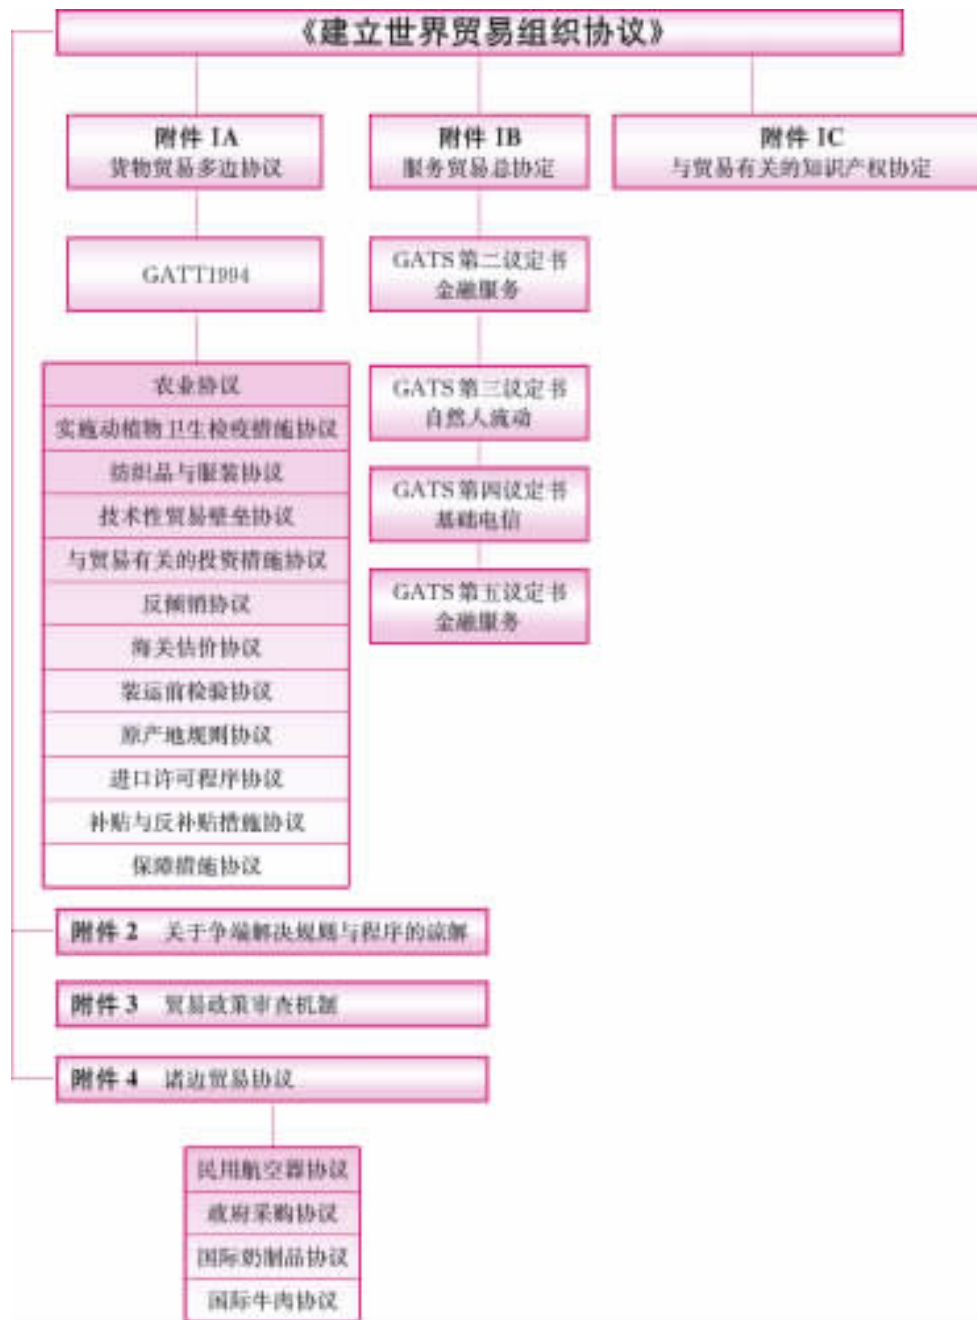 《建立世界贸易组织协议》
附件 IA
货物贸易多边协议
附件 IB
服务贸易总协定
附件 IC
与贸易有关的知识产权协定
GATT1994
GATS 第二议定书
金融服务
农业协议
实施动植物卫生检疫措施协议
纺织品与服装协议
技术性贸易壁垒协议
与贸易有关的投资措施协议
反倾销协议
海关估价协议
装运前检验协议
原产地规则协议
进口许可程序协议
补贴与反补贴措施协议
保障措施协议
GATS 第三议定书
自然人流动
GATS 第四议定书
基础电信
GATS 第五议定书
金融服务
附件 2 关于争端解决规则与程序的谅解
附件 3 贸易政策审查机制
附件 4 诸边贸易协议
民用航空器协议
政府采购协议
国际奶制品协议
国际牛肉协议